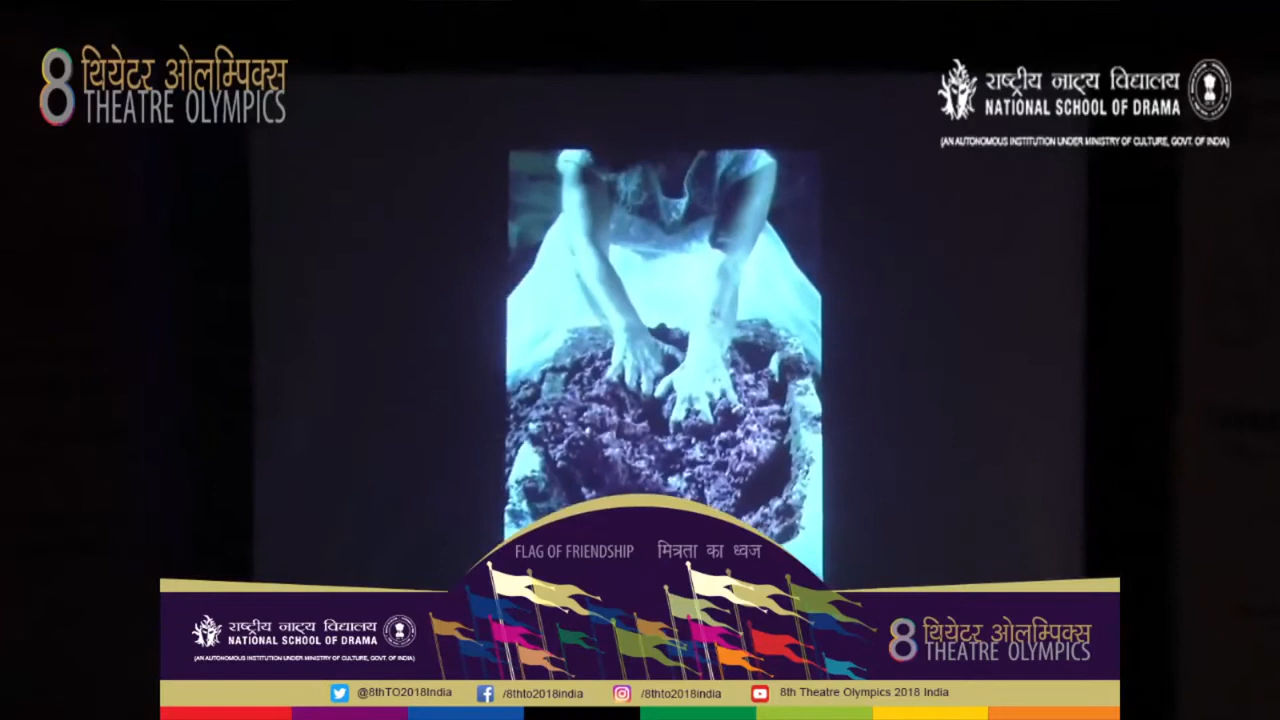 8 थियेटर ओलम्पिक्स
THEATRE OLYMPICS
राष्ट्रीय नाट्य विद्यालय
NATIONAL SCHOOL OF DRAMA
(AN AUTONOMOUS INSTITUTION UNDER MINISTRY OF CULTURE, GOVT. OF INDIA)
FLAG OF FRIENDSHIP मित्रता का ध्वज
राष्ट्रीय नाट्य विद्यालय
NATIONAL SCHOOL OF DRAMA
(AN AUTONOMOUS INSTITUTION UNDER MINISTRY OF CULTURE, GOVT. OF INDIA)
8 थियेटर ओलम्पिक्स
THEATRE OLYMPICS
@8thTO2018India /8thto2018india /8thto2018india 8th Theatre Olympics 2018 India